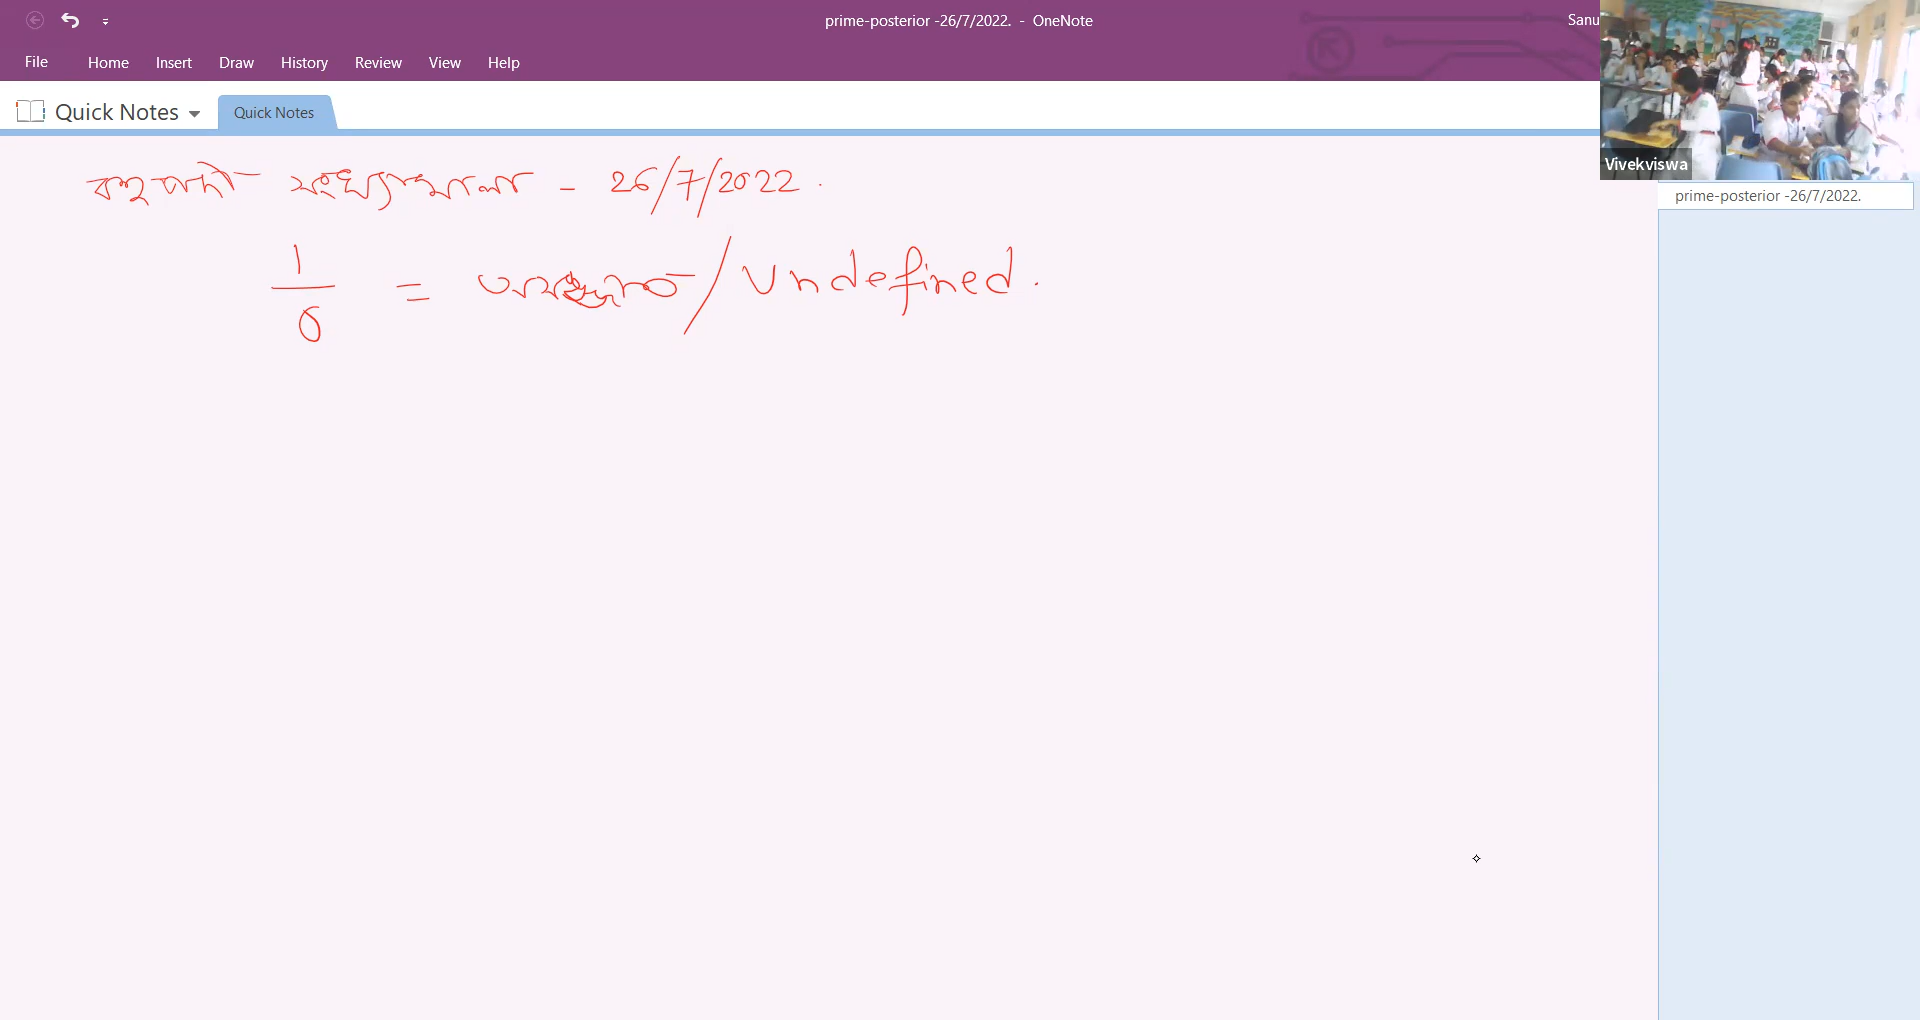 prime-posterior -26/7/2022. - OneNote
Sanu
File Home Insert Draw History Review View Help
Quick Notes Quick Notes
Vivekviswa
prime-posterior -26/7/2022.
- 26/7/2022.
1
0
= / Undefined.